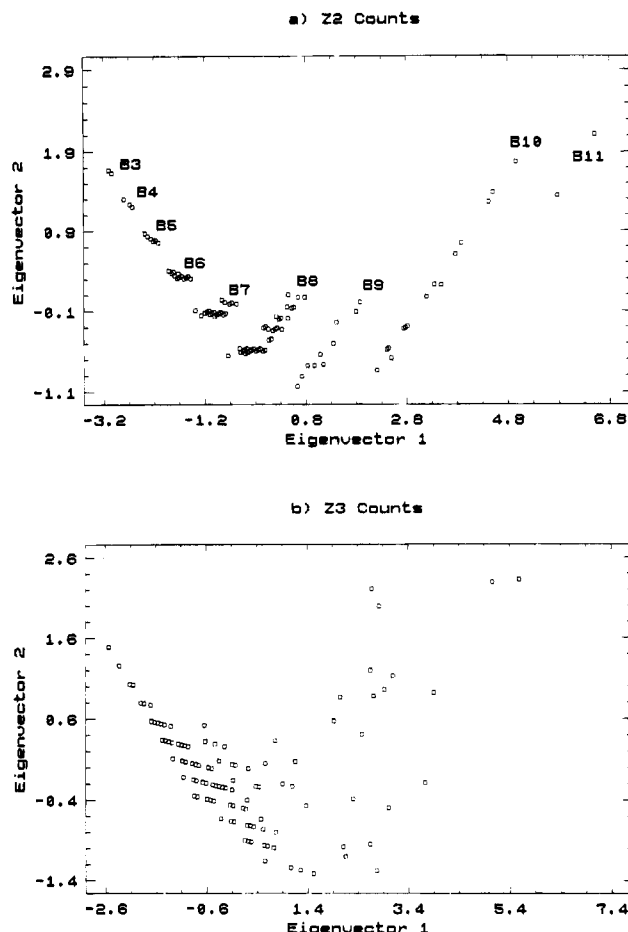 a) Z2 Counts
2.9
1.9
0.9
-0.1
-1.1
Eigenvector 2
B3
B4
B5
B6
B7
B8
B9
B10
B11
-3.2 -1.2 0.8 2.8 4.8 6.8
Eigenvector 1
b) Z3 Counts
2.6
1.6
0.6
-0.4
-1.4
Eigenvector 2
-2.6 -0.6 1.4 3.4 5.4 7.4
Eigenvector 1